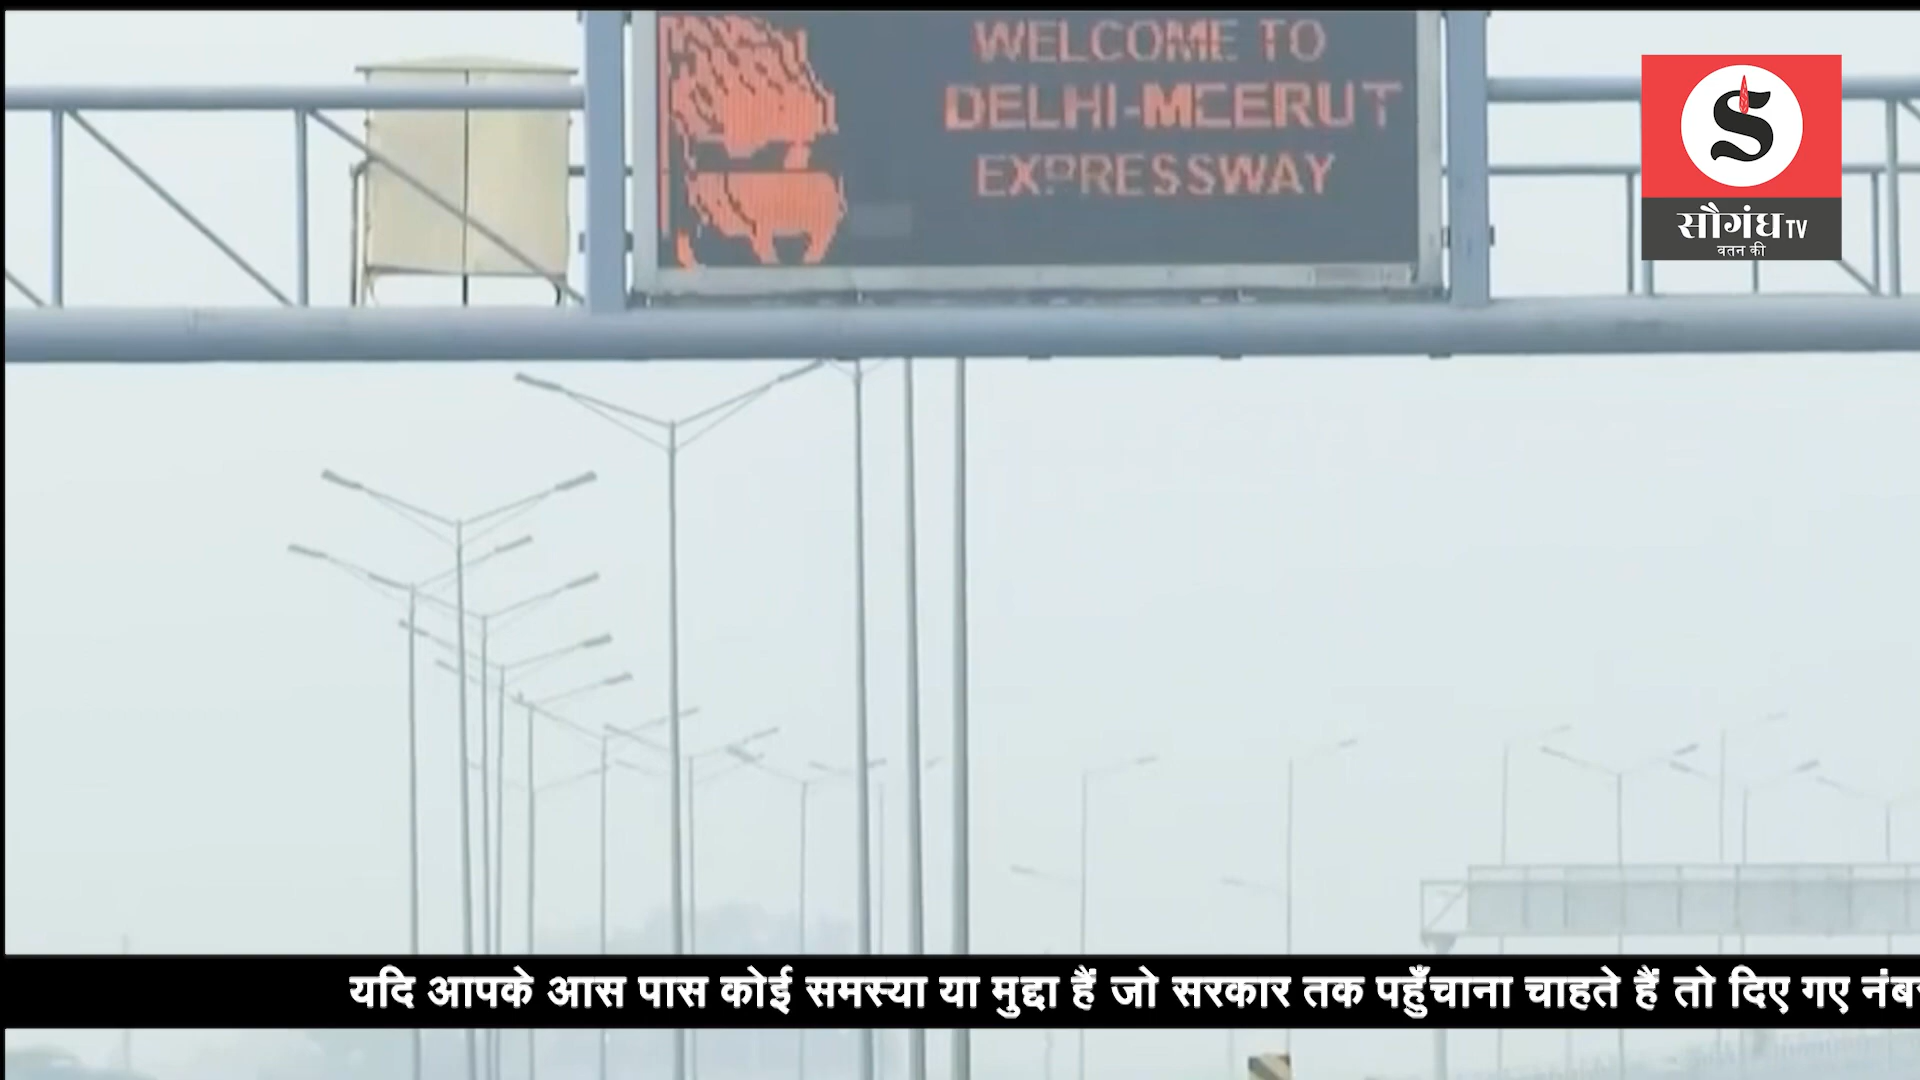 WELCOME TO
DELHI-MEERUT
EXPRESSWAY
S
सौगंध TV
वतन की
यदि आपके आस पास कोई समस्या या मुद्दा हैं जो सरकार तक पहुँचाना चाहते हैं तो दिए गए